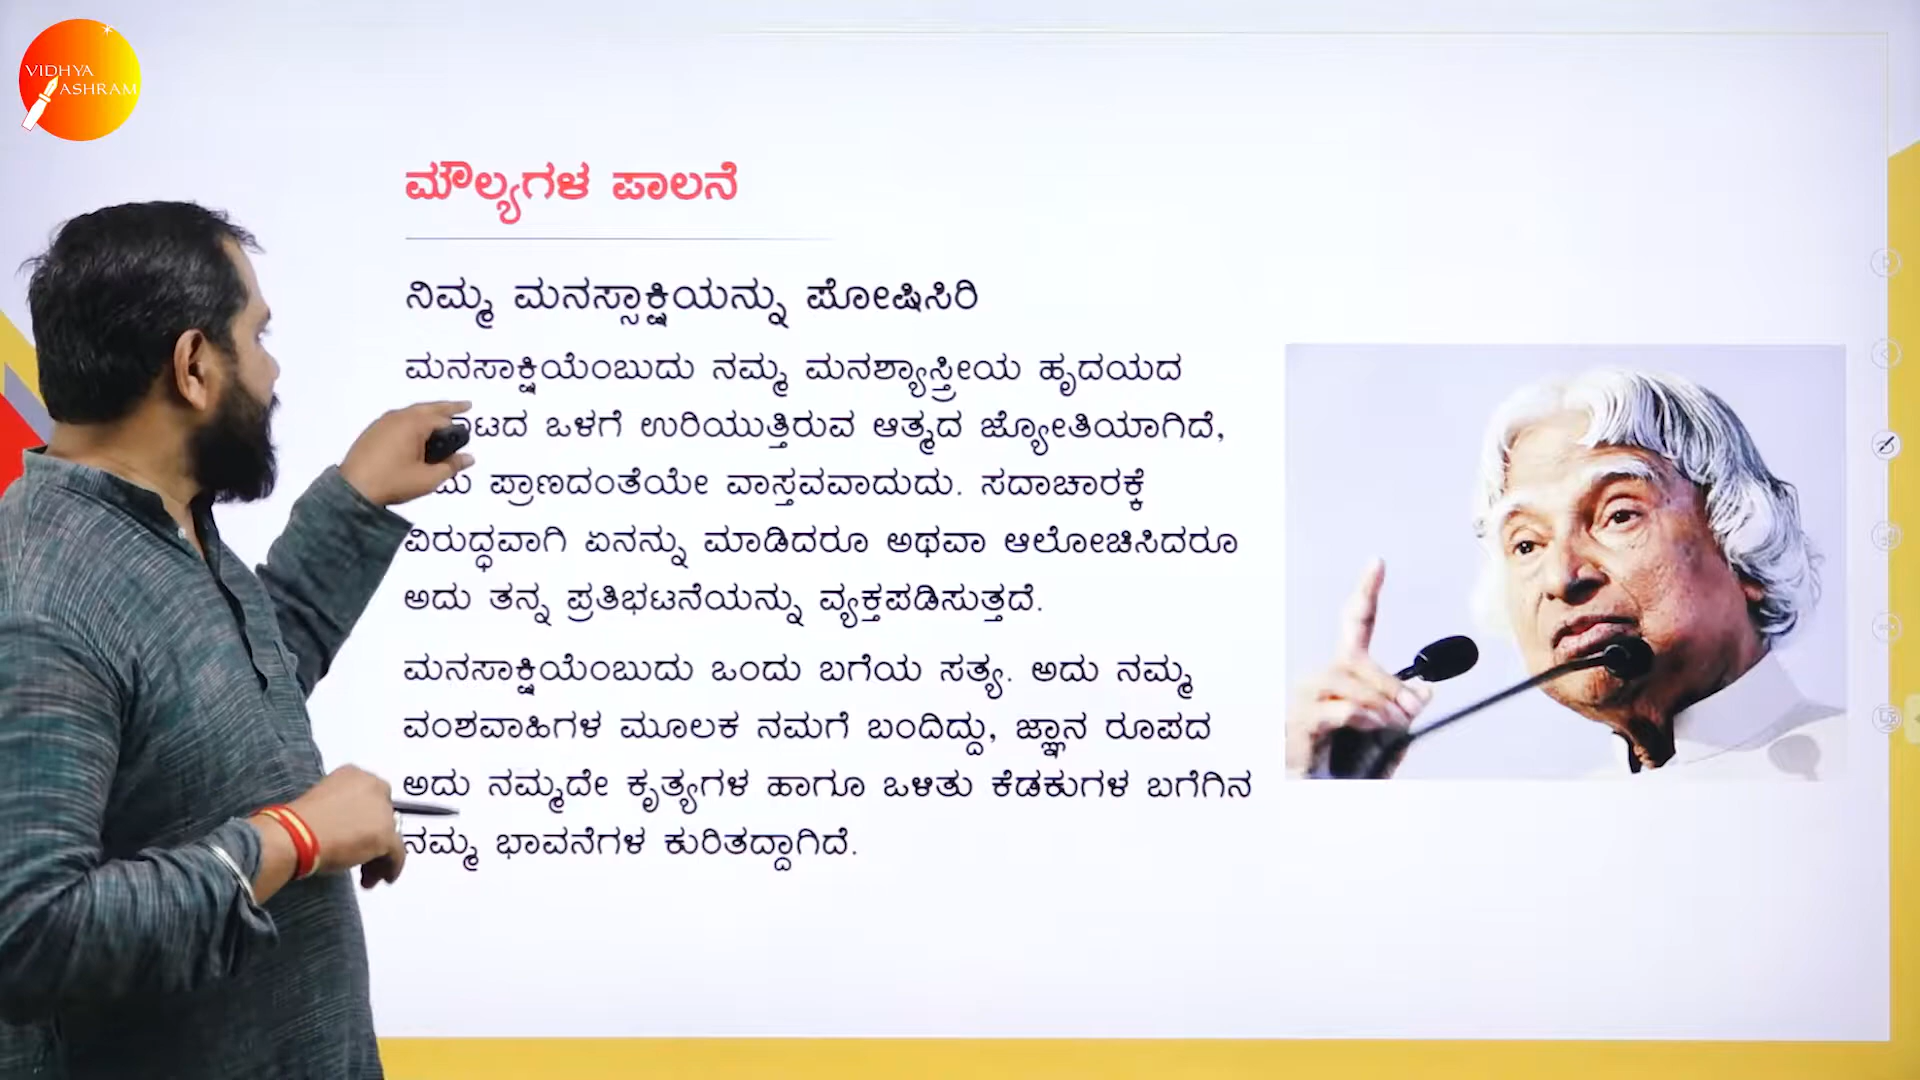 VIDHYA
ASHRAM
ಮೌಲ್ಯಗಳ ಪಾಲನೆ
ನಿಮ್ಮ ಮನಸ್ಸಾಕ್ಷಿಯನ್ನು ಪೋಷಿಸಿರಿ
ಮನಸಾಕ್ಷಿಯೆಂಬುದು ನಮ್ಮ ಮನಶ್ಯಾಸ್ತ್ರೀಯ ಹೃದಯದ
ಒಳಗೆ ಉರಿಯುತ್ತಿರುವ ಆತ್ಮದ ಜ್ಯೋತಿಯಾಗಿದೆ,
ಪ್ರಾಣದಂತೆಯೇ ವಾಸ್ತವವಾದುದು. ಸದಾಚಾರಕ್ಕೆ
ವಿರುದ್ಧವಾಗಿ ಏನನ್ನು ಮಾಡಿದರೂ ಅಥವಾ ಆಲೋಚಿಸಿದರೂ
ಅದು ತನ್ನ ಪ್ರತಿಭಟನೆಯನ್ನು ವ್ಯಕ್ತಪಡಿಸುತ್ತದೆ.
ಮನಸಾಕ್ಷಿಯೆಂಬುದು ಒಂದು ಬಗೆಯ ಸತ್ಯ. ಅದು ನಮ್ಮ
ವಂಶವಾಹಿಗಳ ಮೂಲಕ ನಮಗೆ ಬಂದಿದ್ದು, ಜ್ಞಾನ ರೂಪದ
ಅದು ನಮ್ಮದೇ ಕೃತ್ಯಗಳ ಹಾಗೂ ಒಳಿತು ಕೆಡಕುಗಳ ಬಗೆಗಿನ
ನಮ್ಮ ಭಾವನೆಗಳ ಕುರಿತದ್ದಾಗಿದೆ.